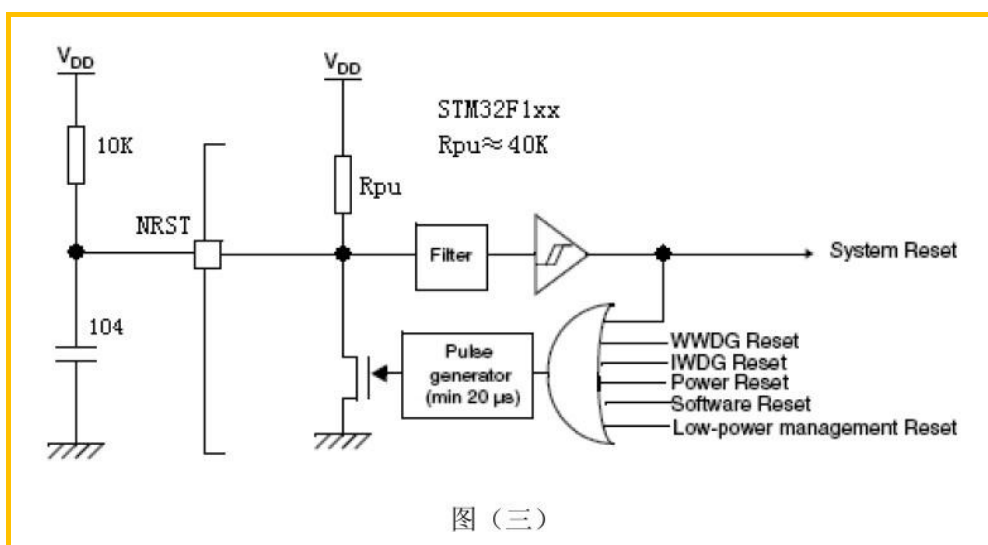 VDD
10K
NRST
104
VDD
Rpu
STM32F1xx
Rpu≈40K
Filter
System Reset
Pulse
generator
(min 20 µs)
WWDG Reset
IWDG Reset
Power Reset
Software Reset
Low-power management Reset
图（三）